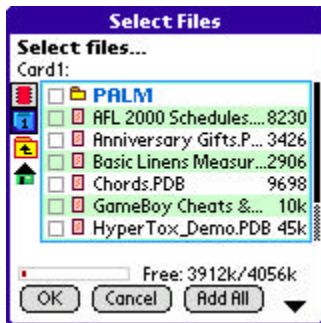 Select Files
Select files...
Card1:
PALM
AFL 2000 Schedules.... 8230
Anniversary Gifts.P... 3426
Basic Linens Measur... 2906
Chords.PDB 9698
GameBoy Cheats &... 10k
HyperTox_Demo.PDB 45k
Free: 3912k/4056k
OK Cancel Add All